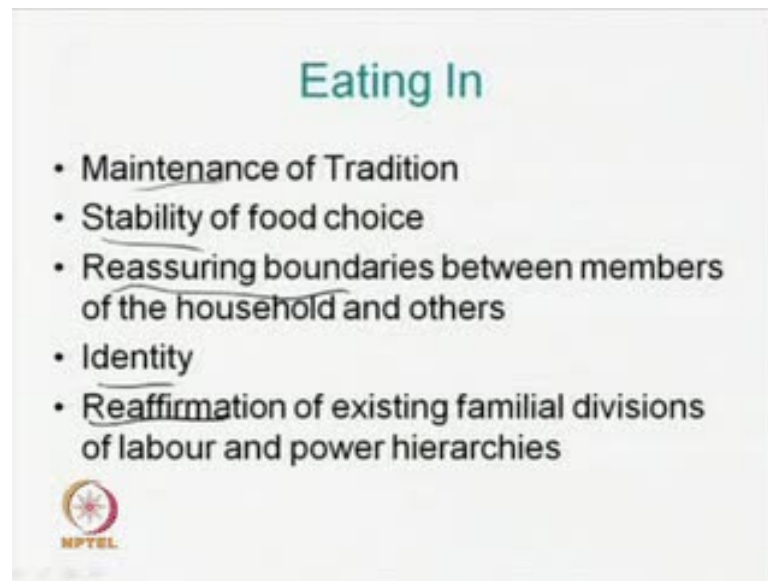 Eating In
• Maintenance of Tradition
• Stability of food choice
• Reassuring boundaries between members
of the household and others
• Identity
• Reaffirmation of existing familial divisions
of labour and power hierarchies
NPTEL